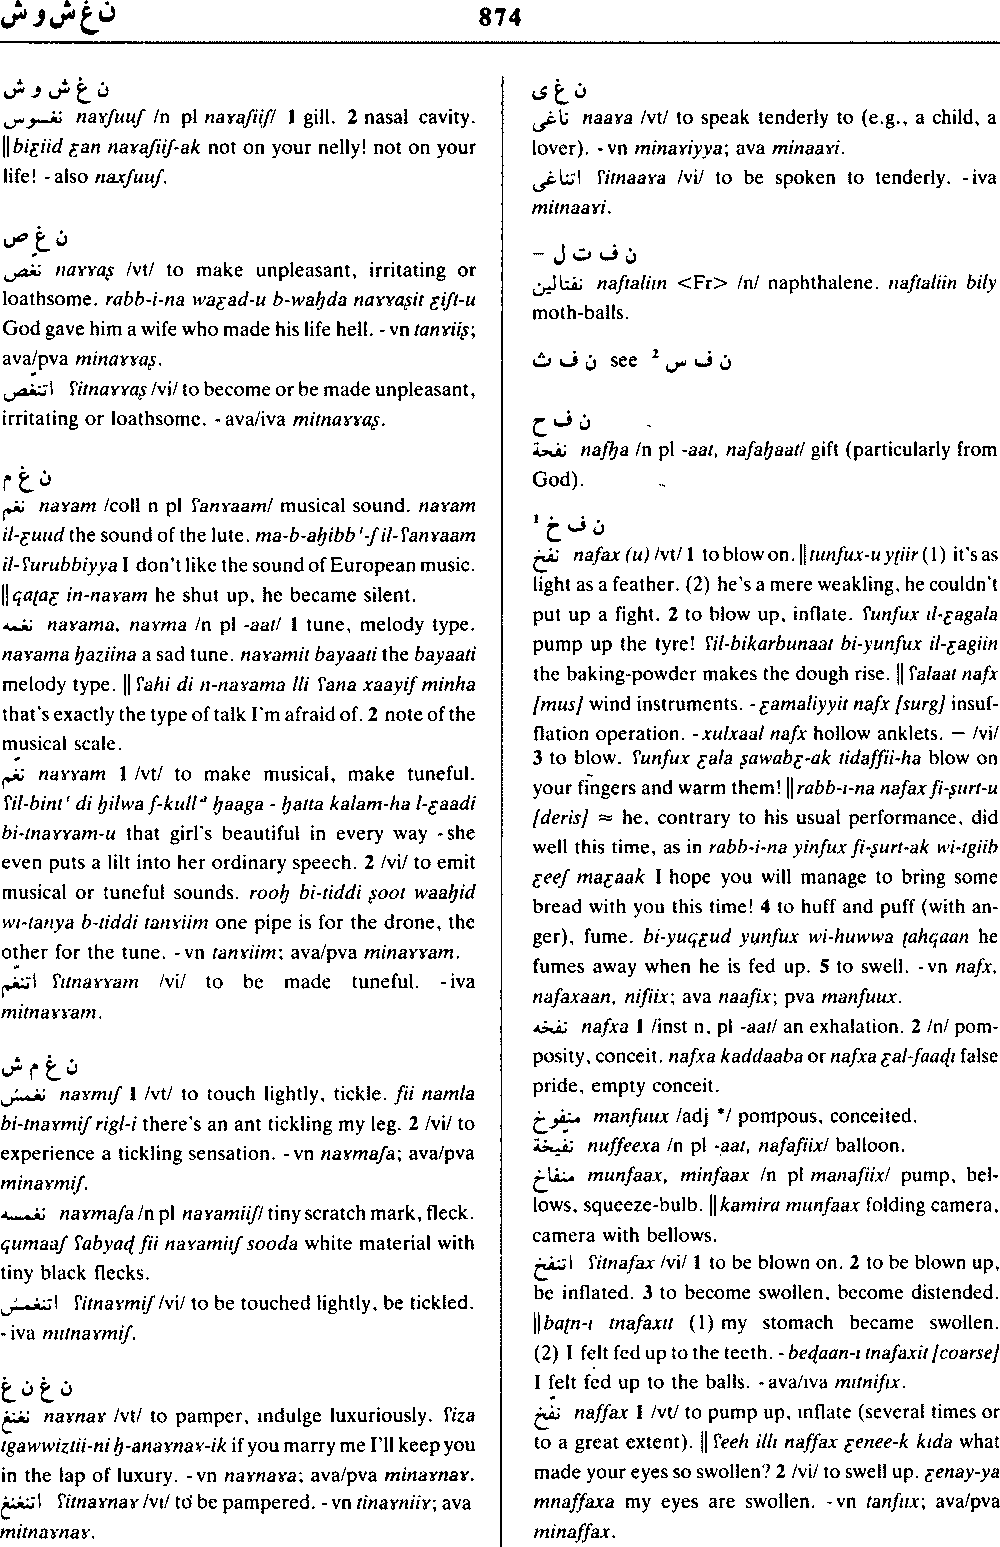 ن غ ش و ش
874
ن غ ش و ش
نغشوش naɣʃuuʃ /n pl naɣaʃiiʃ/ 1 gill. 2 nasal cavity.
||biʕiid ʕan naɣaʃiiʃ-ak not on your nelly! not on your
life! - also naxʃuuʃ.
ن غ ص
نغّص naɣɣaṣ /vt/ to make unpleasant, irritating or
loathsome. rabb-i-na waʕad-u b-waḥda naɣɣaṣit ʕiʃt-u
God gave him a wife who made his life hell. - vn tanɣiiṣ;
ava/pva minaɣɣaṣ.
اتنغّص ʕitnaɣɣaṣ /vi/ to become or be made unpleasant,
irritating or loathsome. - ava/iva mitnaɣɣaṣ.
ن غ م
نغم naɣam /coll n pl ʕanɣaam/ musical sound. naɣam
il-ʕuud the sound of the lute. ma-b-aḥibb'-ʃ il-ʕanɣaam
il-ʕurubbiyya I don't like the sound of European music.
||qaṭaʕ in-naɣam he shut up, he became silent.
نغمه naɣama, naɣma /n pl -aat/ 1 tune, melody type.
naɣama ḥaziina a sad tune. naɣamit bayaati the bayaati
melody type. || ʕahi di n-naɣama lli ʕana xaayif minha
that's exactly the type of talk I'm afraid of. 2 note of the
musical scale.
نغّم naɣɣam 1 /vt/ to make musical, make tuneful.
ʕil-bint' di ḥilwa f-kullᵃ ḥaaga - ḥatta kalam-ha l-ʕaadi
bi-tnaɣɣam-u that girl's beautiful in every way - she
even puts a lilt into her ordinary speech. 2 /vi/ to emit
musical or tuneful sounds. rooḥ bi-tiddi ṣoot waaḥid
wi-tanya b-tiddi tanɣiim one pipe is for the drone, the
other for the tune. - vn tanɣiim; ava/pva minaɣɣam.
اتنغّم ʕitnaɣɣam /vi/ to be made tuneful. - iva
mitnaɣɣam.
ن غ م ش
نغمش naɣmiʃ 1 /vt/ to touch lightly, tickle. fii namla
bi-tnaɣmiʃ rigl-i there's an ant tickling my leg. 2 /vi/ to
experience a tickling sensation. - vn naɣmaʃa; ava/pva
minaɣmiʃ.
نغمشه naɣmaʃa /n pl naɣamiiʃ/ tiny scratch mark, fleck.
qumaaʃ ʕabyaḍ fii naɣamiiʃ sooda white material with
tiny black flecks.
اتنغمش ʕitnaɣmiʃ /vi/ to be touched lightly, be tickled.
- iva mitnaɣmiʃ.
ن غ ن غ
نغنغ naɣnaɣ /vt/ to pamper, indulge luxuriously. ʕiza
tgawwiztii-ni ḥ-anaɣnaɣ-ik if you marry me I'll keep you
in the lap of luxury. - vn naɣnaɣa; ava/pva minaɣnaɣ.
اتنغنغ ʕitnaɣnaɣ /vi/ to be pampered. - vn tinaɣniiɣ; ava
mitnaɣnaɣ.
ن غ ى
ناغى naaɣa /vt/ to speak tenderly to (e.g., a child, a
lover). - vn minaɣiyya; ava minaaɣi.
اتناغى ʕitnaaɣa /vi/ to be spoken to tenderly. - iva
mitnaaɣi.
ن ف ت ل –
نفتالين naftaliin <Fr> /n/ naphthalene. naftaliin bily
moth-balls.
ن ف ث see ² ن ف س
ن ف ح
نفحة nafḥa /n pl -aat, nafaḥaat/ gift (particularly from
God).
¹ ن ف خ
نفخ nafax (u) /vt/ 1 to blow on. ||tunfux-u yṭiir (1) it's as
light as a feather. (2) he's a mere weakling, he couldn't
put up a fight. 2 to blow up, inflate. ʕunfux il-ʕagala
pump up the tyre! ʕil-bikarbunaat bi-yunfux il-ʕagiin
the baking-powder makes the dough rise. || ʕalaat nafx
[mus] wind instruments. - ʕamaliyyit nafx [surg] insuf-
flation operation. - xulxaal nafx hollow anklets. — /vi/
3 to blow. ʕunfux ʕala ṣawabʕ-ak tidaffii-ha blow on
your fingers and warm them! ||rabb-i-na nafax fi-ṣurt-u
[deris] ≈ he, contrary to his usual performance, did
well this time, as in rabb-i-na yinfux fi-ṣurt-ak wi-tgiib
ʕeeʃ maʕaak I hope you will manage to bring some
bread with you this time! 4 to huff and puff (with an-
ger), fume. bi-yuqʕud yunfux wi-huwwa ṭahqaan he
fumes away when he is fed up. 5 to swell. - vn nafx,
nafaxaan, nifiix; ava naafix; pva manfuux.
نفخه nafxa 1 /inst n, pl -aat/ an exhalation. 2 /n/ pom-
posity, conceit. nafxa kaddaaba or nafxa ʕal-faaḍi false
pride, empty conceit.
منفوخ manfuux /adj */ pompous, conceited.
نفّيخة nuffeexa /n pl -aat, nafafiix/ balloon.
منفاخ munfaax, minfaax /n pl manafiix/ pump, bel-
lows, squeeze-bulb. ||kamira munfaax folding camera,
camera with bellows.
اتنفخ ʕitnafax /vi/ 1 to be blown on. 2 to be blown up,
be inflated. 3 to become swollen, become distended.
||baṭn-i tnafaxit (1) my stomach became swollen.
(2) I felt fed up to the teeth. - beḍaan-i tnafaxit [coarse]
I felt fed up to the balls. - ava/iva mitnifix.
نفّخ naffax 1 /vt/ to pump up, inflate (several times or
to a great extent). || ʕeeh illi naffax ʕenee-k kida what
made your eyes so swollen? 2 /vi/ to swell up. ʕenay-ya
mnaffaxa my eyes are swollen. - vn tanfiix; ava/pva
minaffax.